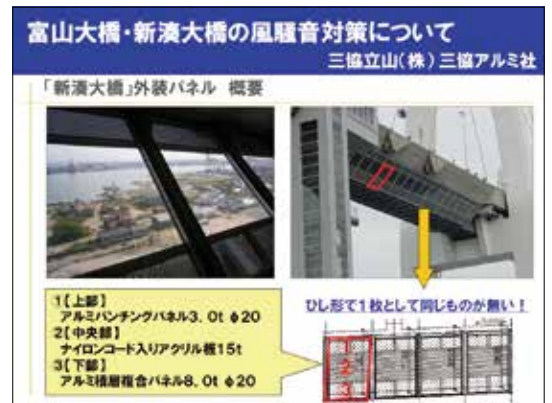 富山大橋・新湊大橋の風騒音対策について
三協立山(株)三協アルミ社
「新湊大橋」外装パネル 概要
1【上部】
アルミパンチングパネル3.0t φ20
2【中央部】
ナイロンコード入りアクリル板15t
3【下部】
アルミ積層複合パネル8.0t φ20
ひし形で1枚として同じものが無い!
1
2
3